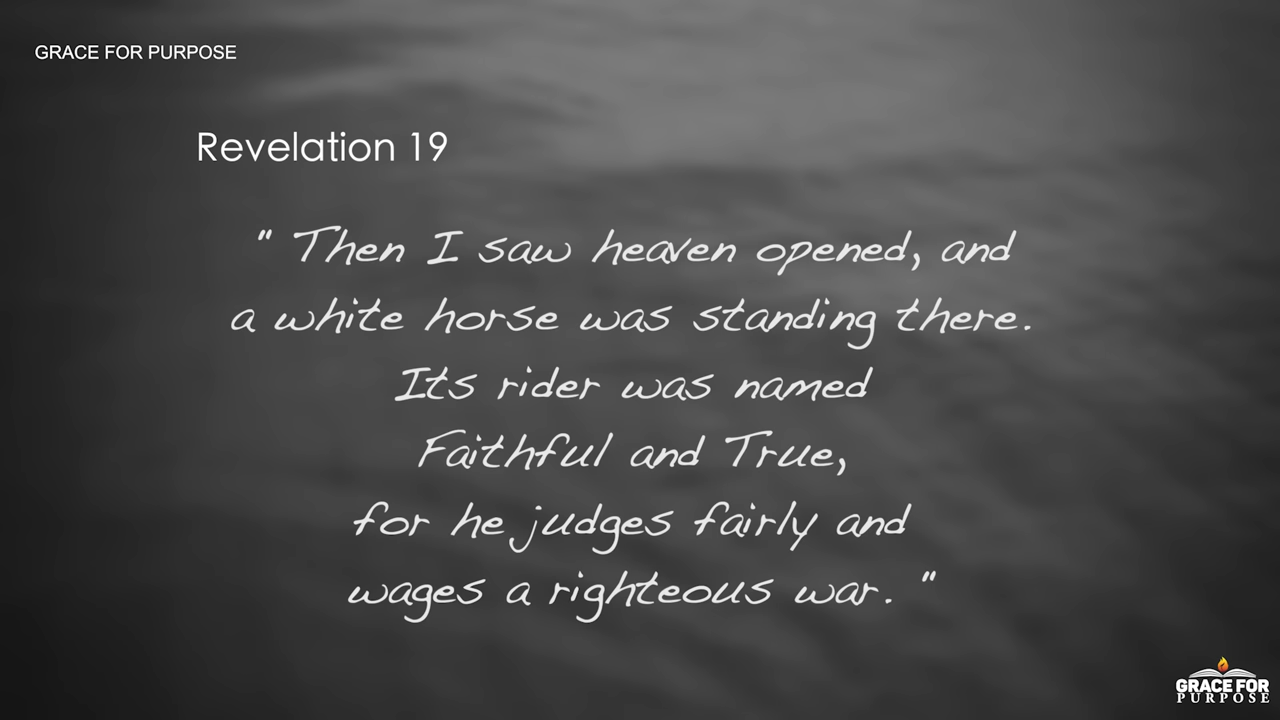 GRACE FOR PURPOSE
Revelation 19
" Then I saw heaven opened, and
a white horse was standing there.
Its rider was named
Faithful and True,
for he judges fairly and
wages a righteous war. "
GRACE FOR
PURPOSE